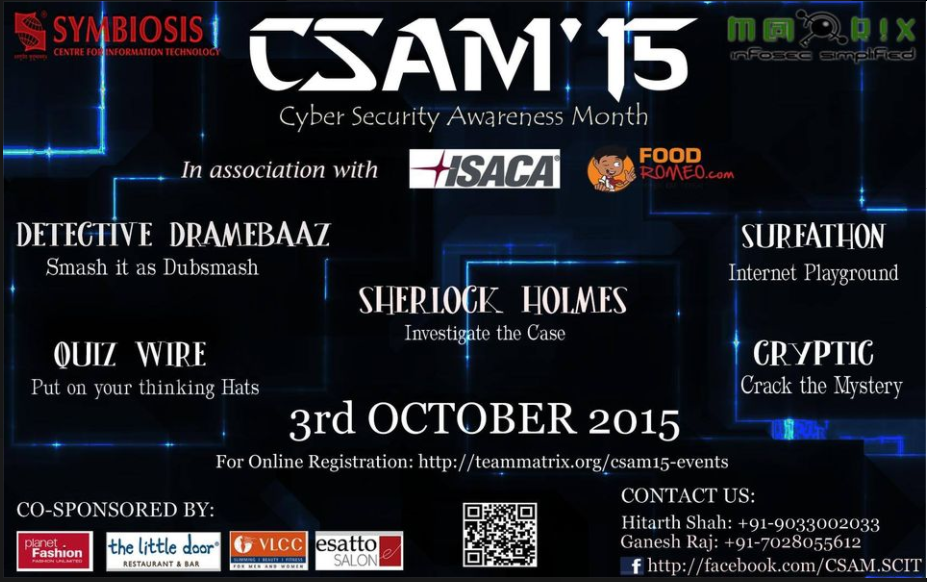 SYMBIOSIS
CENTRE FOR INFORMATION TECHNOLOGY
CSAM'15
Cyber Security Awareness Month
MATRIX
infosec simplified
In association with
ISACA
FOOD
ROMEO.com
DETECTIVE DRAMEBAAZ
Smash it as Dubsmash
SURFATHON
Internet Playground
SHERLOCK HOLMES
Investigate the Case
QUIZ WIRE
Put on your thinking Hats
CRYPTIC
Crack the Mystery
3rd OCTOBER 2015
For Online Registration: http://teammatrix.org/csam15-events
CO-SPONSORED BY:
planet
Fashion
FASHION UNLIMITED
the little door
RESTAURANT & BAR
VLCC
SLIMMING • BEAUTY • FITNESS
FOR MEN AND WOMEN
esatto
SALON
CONTACT US:
Hitarth Shah: +91-9033002033
Ganesh Raj: +91-7028055612
f http://facebook.com/CSAM.SCIT